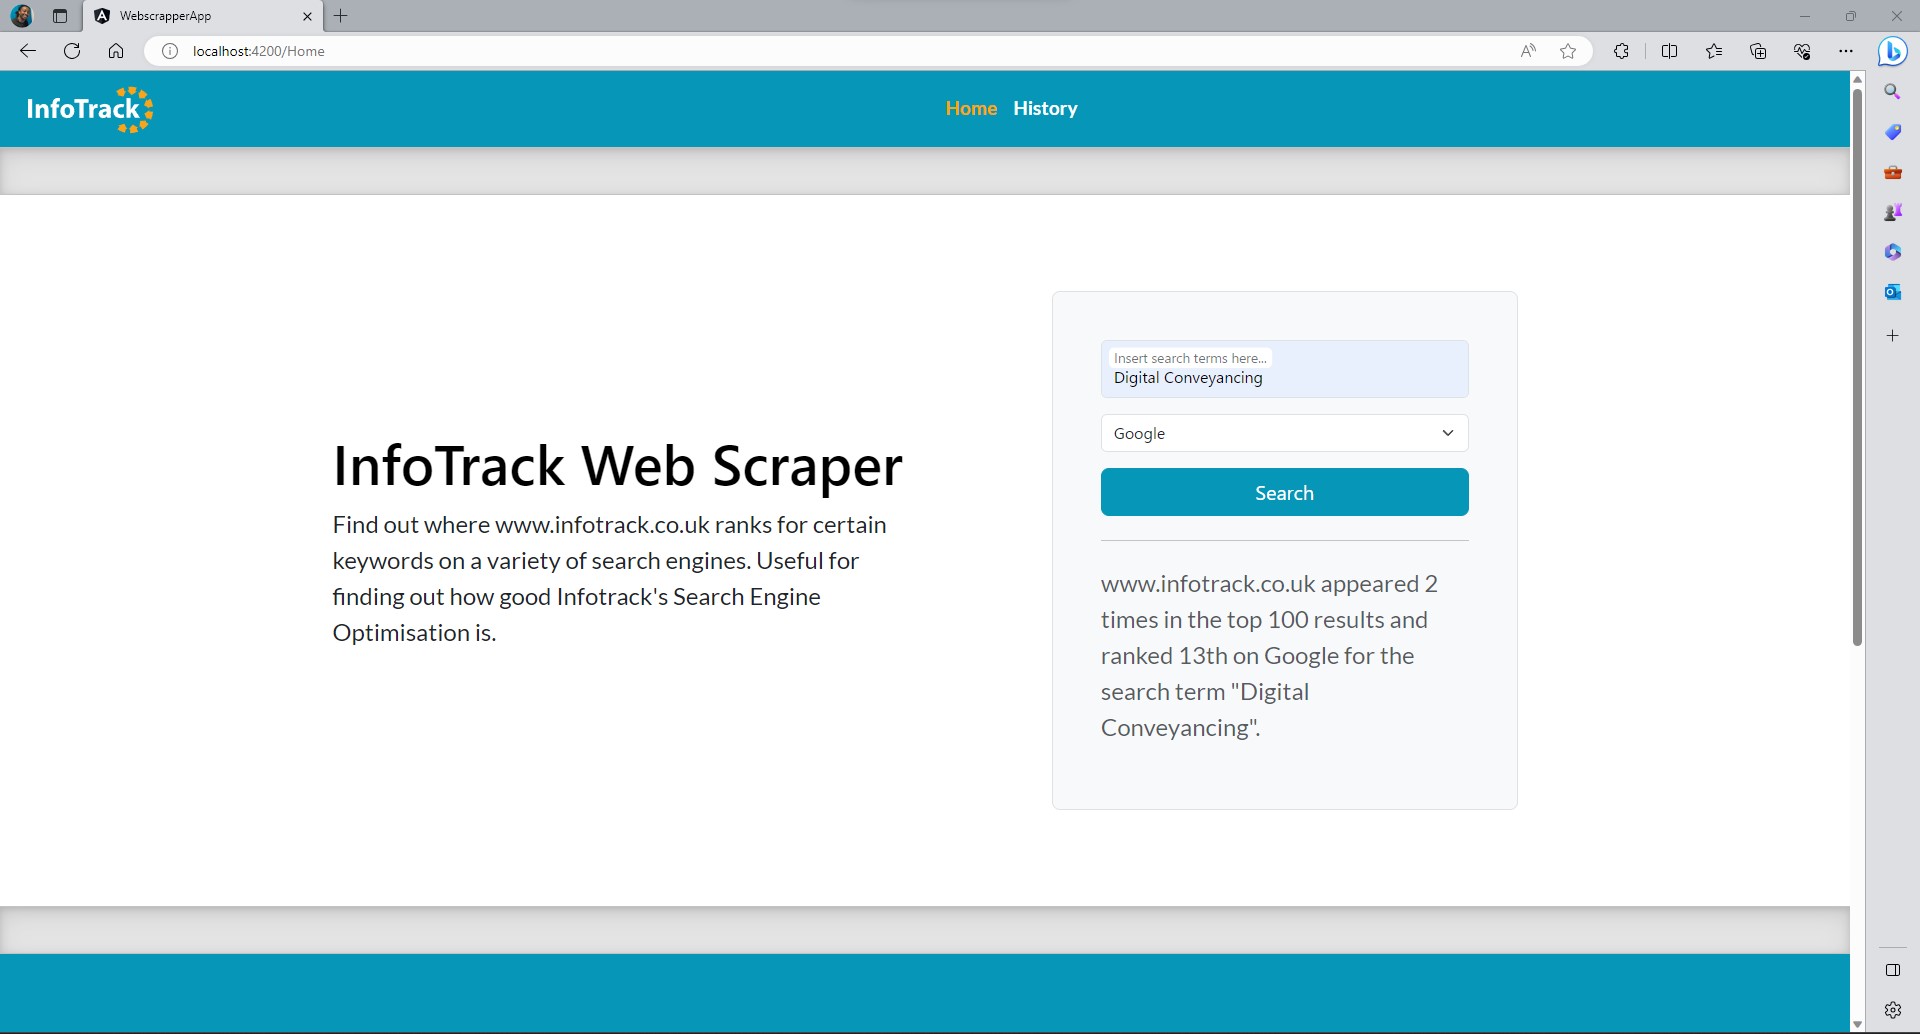 WebscrapperApp
localhost:4200/Home
InfoTrack
Home History
Insert search terms here...
Digital Conveyancing
Google
Search
InfoTrack Web Scraper
Find out where www.infotrack.co.uk ranks for certain
keywords on a variety of search engines. Useful for
finding out how good Infotrack's Search Engine
Optimisation is.
www.infotrack.co.uk appeared 2
times in the top 100 results and
ranked 13th on Google for the
search term "Digital
Conveyancing".